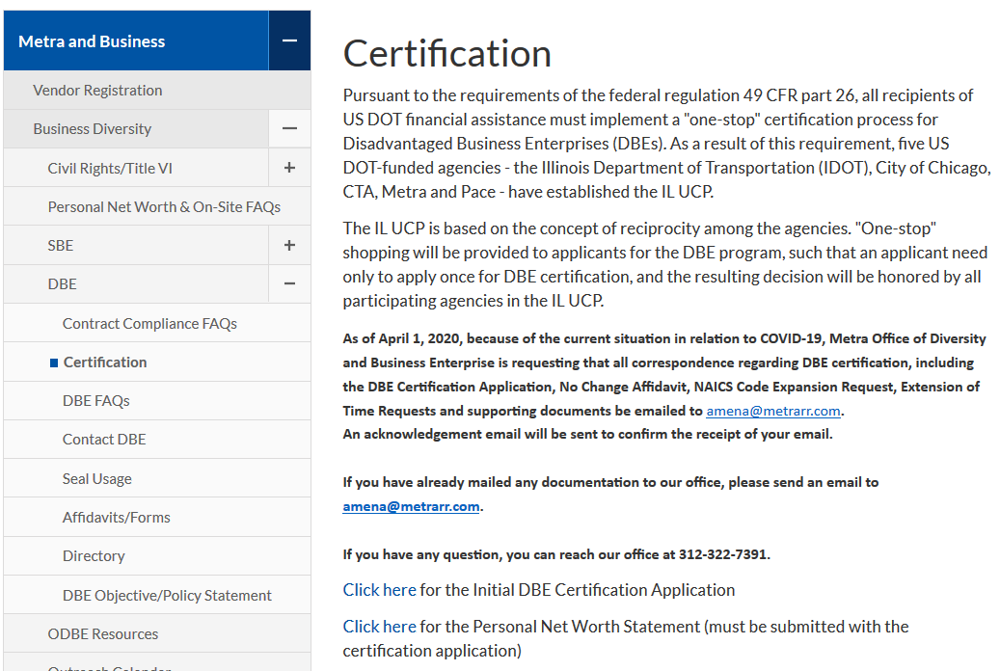 Metra and Business
Vendor Registration
Business Diversity
Civil Rights/Title VI
Personal Net Worth & On-Site FAQs
SBE
DBE
Contract Compliance FAQs
Certification
DBE FAQs
Contact DBE
Seal Usage
Affidavits/Forms
Directory
DBE Objective/Policy Statement
ODBE Resources
Outreach Calendar
Certification
Pursuant to the requirements of the federal regulation 49 CFR part 26, all recipients of
US DOT financial assistance must implement a "one-stop" certification process for
Disadvantaged Business Enterprises (DBEs). As a result of this requirement, five US
DOT-funded agencies - the Illinois Department of Transportation (IDOT), City of Chicago,
CTA, Metra and Pace - have established the IL UCP.
The IL UCP is based on the concept of reciprocity among the agencies. "One-stop"
shopping will be provided to applicants for the DBE program, such that an applicant need
only to apply once for DBE certification, and the resulting decision will be honored by all
participating agencies in the IL UCP.
As of April 1, 2020, because of the current situation in relation to COVID-19, Metra Office of Diversity
and Business Enterprise is requesting that all correspondence regarding DBE certification, including
the DBE Certification Application, No Change Affidavit, NAICS Code Expansion Request, Extension of
Time Requests and supporting documents be emailed to amena@metrarr.com.
An acknowledgement email will be sent to confirm the receipt of your email.
If you have already mailed any documentation to our office, please send an email to
amena@metrarr.com.
If you have any question, you can reach our office at 312-322-7391.
Click here for the Initial DBE Certification Application
Click here for the Personal Net Worth Statement (must be submitted with the
certification application)